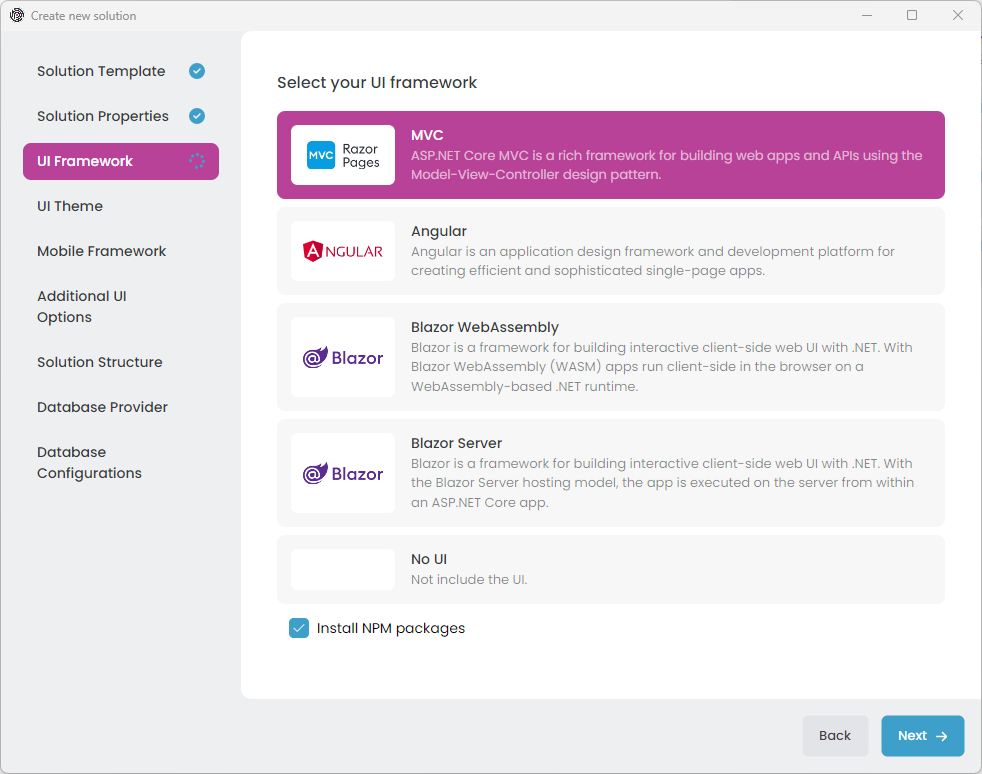 Create new solution
Solution Template
Solution Properties
UI Framework
UI Theme
Mobile Framework
Additional UI
Options
Solution Structure
Database Provider
Database
Configurations
Select your UI framework
MVC
Razor
Pages
MVC
ASP.NET Core MVC is a rich framework for building web apps and APIs using the
Model-View-Controller design pattern.
ANGULAR
Angular
Angular is an application design framework and development platform for
creating efficient and sophisticated single-page apps.
@ Blazor
Blazor WebAssembly
Blazor is a framework for building interactive client-side web UI with .NET. With
Blazor WebAssembly (WASM) apps run client-side in the browser on a
WebAssembly-based .NET runtime.
@ Blazor
Blazor Server
Blazor is a framework for building interactive client-side web UI with .NET. With
the Blazor Server hosting model, the app is executed on the server from within
an ASP.NET Core app.
No UI
Not include the UI.
Install NPM packages
Back
Next →